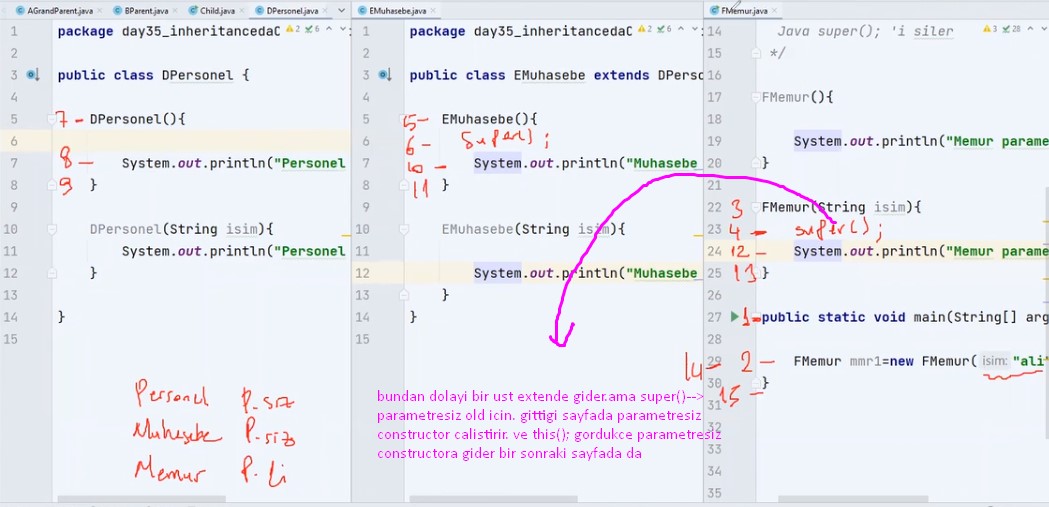 AGrandParent.java BParent.java Child.java DPersonel.java
1 package day35_inheritancedaC 2 6
2
3 public class DPersonel {
4
5 7 - DPersonel(){
6
7 8 - System.out.println("Personel
8 9 }
9
10 DPersonel(String isim){
11 System.out.println("Personel
12 }
13
14 }
15
Personel P.siz
Muhasebe P.siz
Memur P.li
EMuhasebe.java
1 package day35_inheritancedaC 2 6
2
3 public class EMuhasebe extends DPerso
4
5 5- EMuhasebe(){
6 6 - super();
7 10 - System.out.println("Muhasebe
8 11 }
9
10 EMuhasebe(String isim){
11
12 System.out.println("Muhasebe
13 }
14 }
15
bundan dolayi bir ust extende gider.ama super()-->
parametresiz old icin. gittigi sayfada parametresiz
constructor calistirir. ve this(); gordukce parametresiz
constructora gider bir sonraki sayfada da
FMemur.java
14 Java super(); 'i siler 3 28
15 */
16
17 FMemur(){
18
19 System.out.println("Memur parame
20 }
21
22 3 FMemur(String isim){
23 4 - super();
24 12 - System.out.println("Memur parame
25 13 }
26
27 1- public static void main(String[] arg
28
29 14 - 2 - FMemur mmr1=new FMemur( isim: "ali"
30 15 - }
31
32
33
34
35